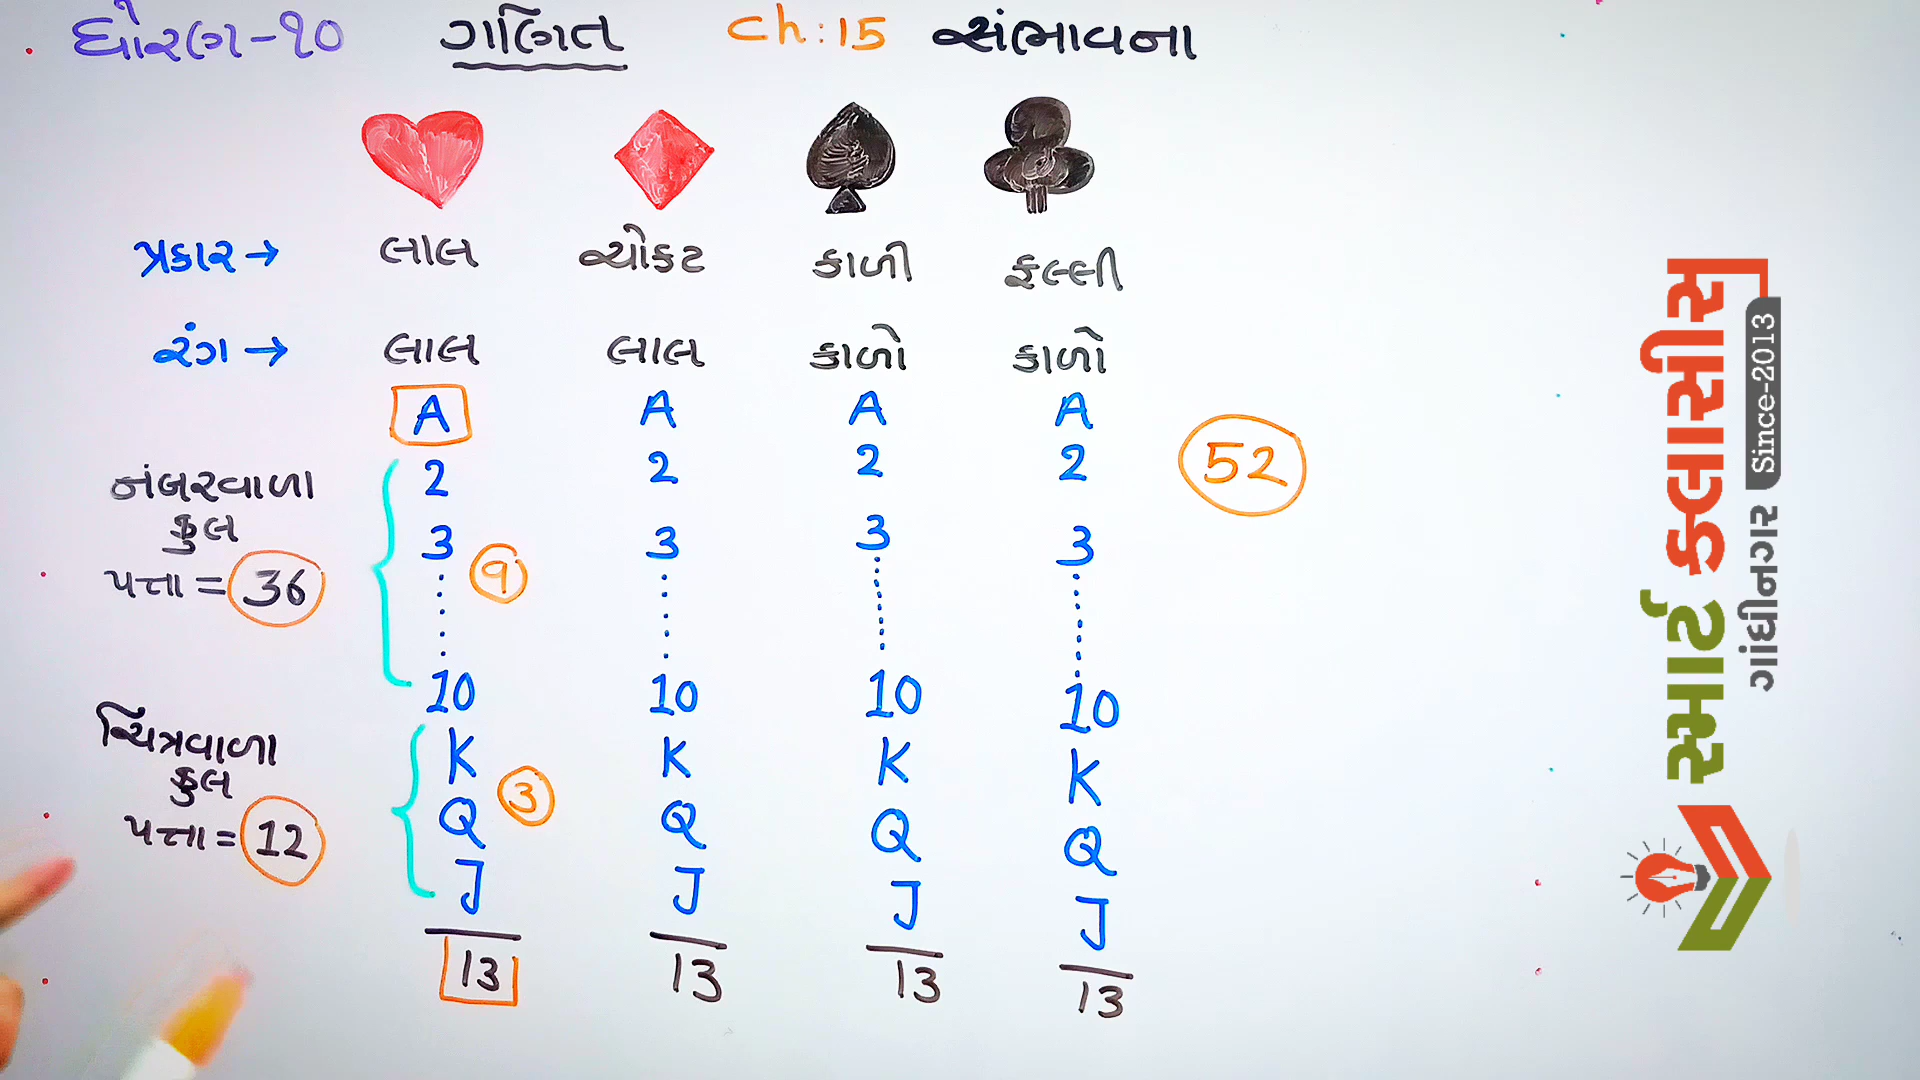 ધોરણ-૧૦ ગણિત Ch:15 સંભાવના
પ્રકાર → લાલ ચોકટ કાળી ફલ્લી
રંગ → લાલ લાલ કાળો કાળો
A A A A
2 2 2 2
52
નંબરવાળા
કુલ
પત્તા = 36
3 3 3 3
9
10 10 10 10
ચિત્રવાળા
કુલ
પત્તા = 12
K K K K
3
Q Q Q Q
J J J J
13 13 13 13
સ્માર્ટ ક્લાસીસ
ગાંધીનગર Since-2013